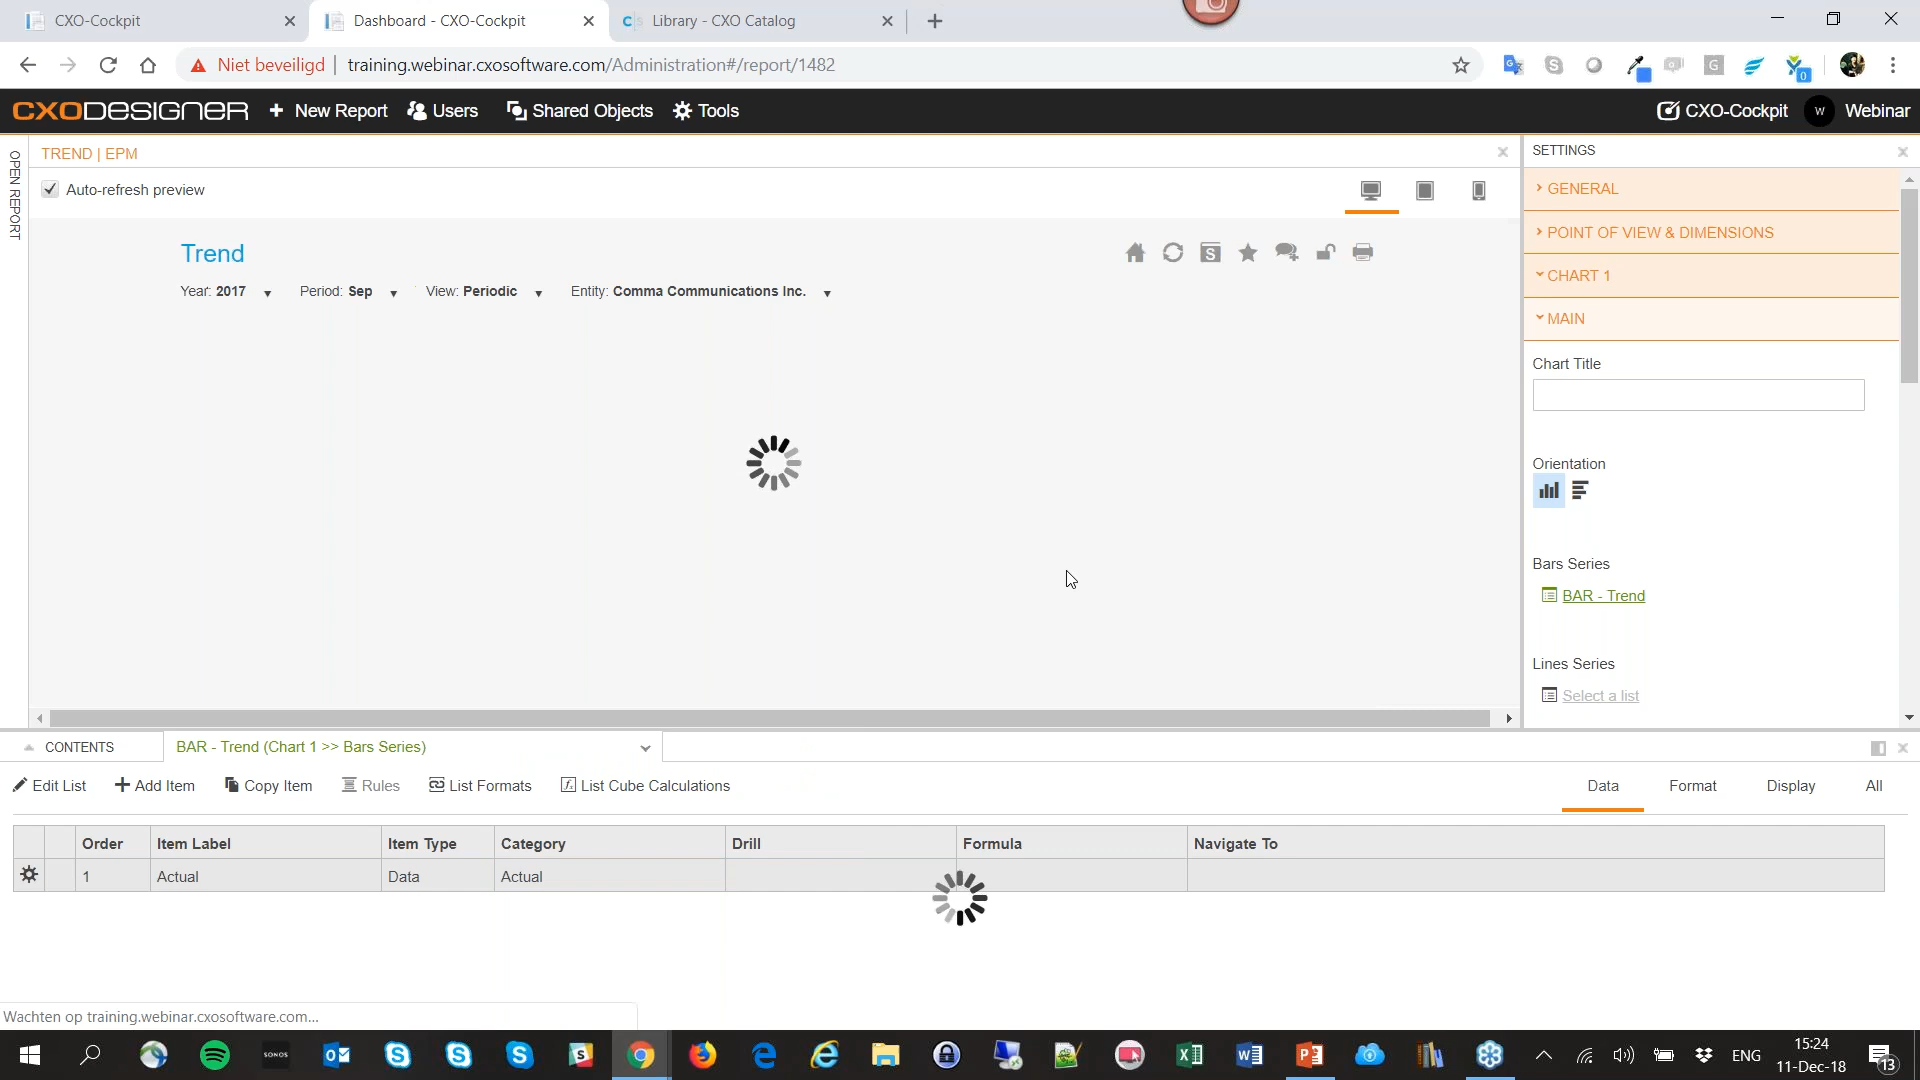 CXO-Cockpit
Dashboard - CXO-Cockpit
Library - CXO Catalog
Niet beveiligd
training.webinar.cxosoftware.com/Administration#/report/1482
CXODESIGNER
New Report
Users
Shared Objects
Tools
CXO-Cockpit
W
Webinar
OPEN REPORT
TREND | EPM
Auto-refresh preview
Trend
Year: 2017
Period: Sep
View: Periodic
Entity: Comma Communications Inc.
SETTINGS
GENERAL
POINT OF VIEW & DIMENSIONS
CHART 1
MAIN
Chart Title
Orientation
Bars Series
BAR - Trend
Lines Series
Select a list
CONTENTS
BAR - Trend (Chart 1 >> Bars Series)
Edit List
Add Item
Copy Item
Rules
List Formats
List Cube Calculations
Data
Format
Display
All
Order
Item Label
Item Type
Category
Drill
Formula
Navigate To
1
Actual
Data
Actual
Wachten op training.webinar.cxosoftware.com...
SONOS
ENG
15:24
11-Dec-18
13